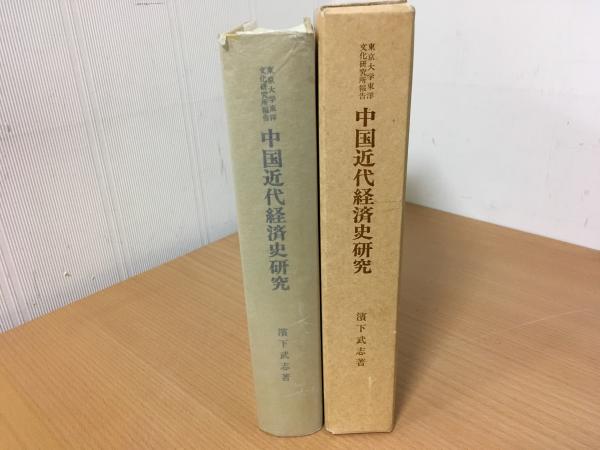 東京大学東洋
文化研究所報告
中国近代経済史研究
濱下武志著
東京大学東洋
文化研究所報告
中国近代経済史研究
濱下武志著